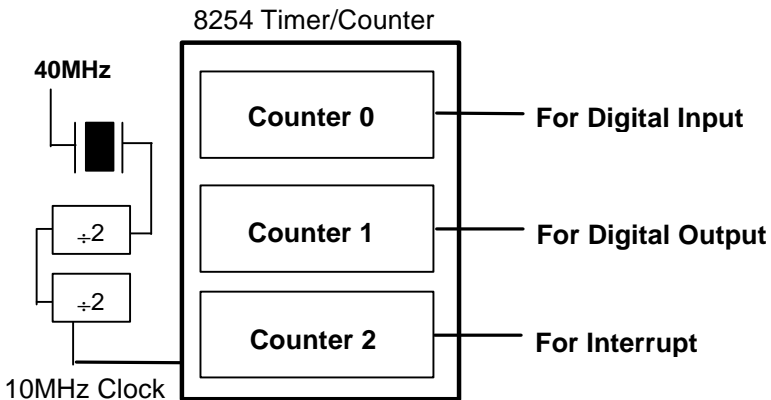 8254 Timer/Counter
40MHz
Counter 0
For Digital Input
÷2
Counter 1
For Digital Output
÷2
Counter 2
For Interrupt
10MHz Clock